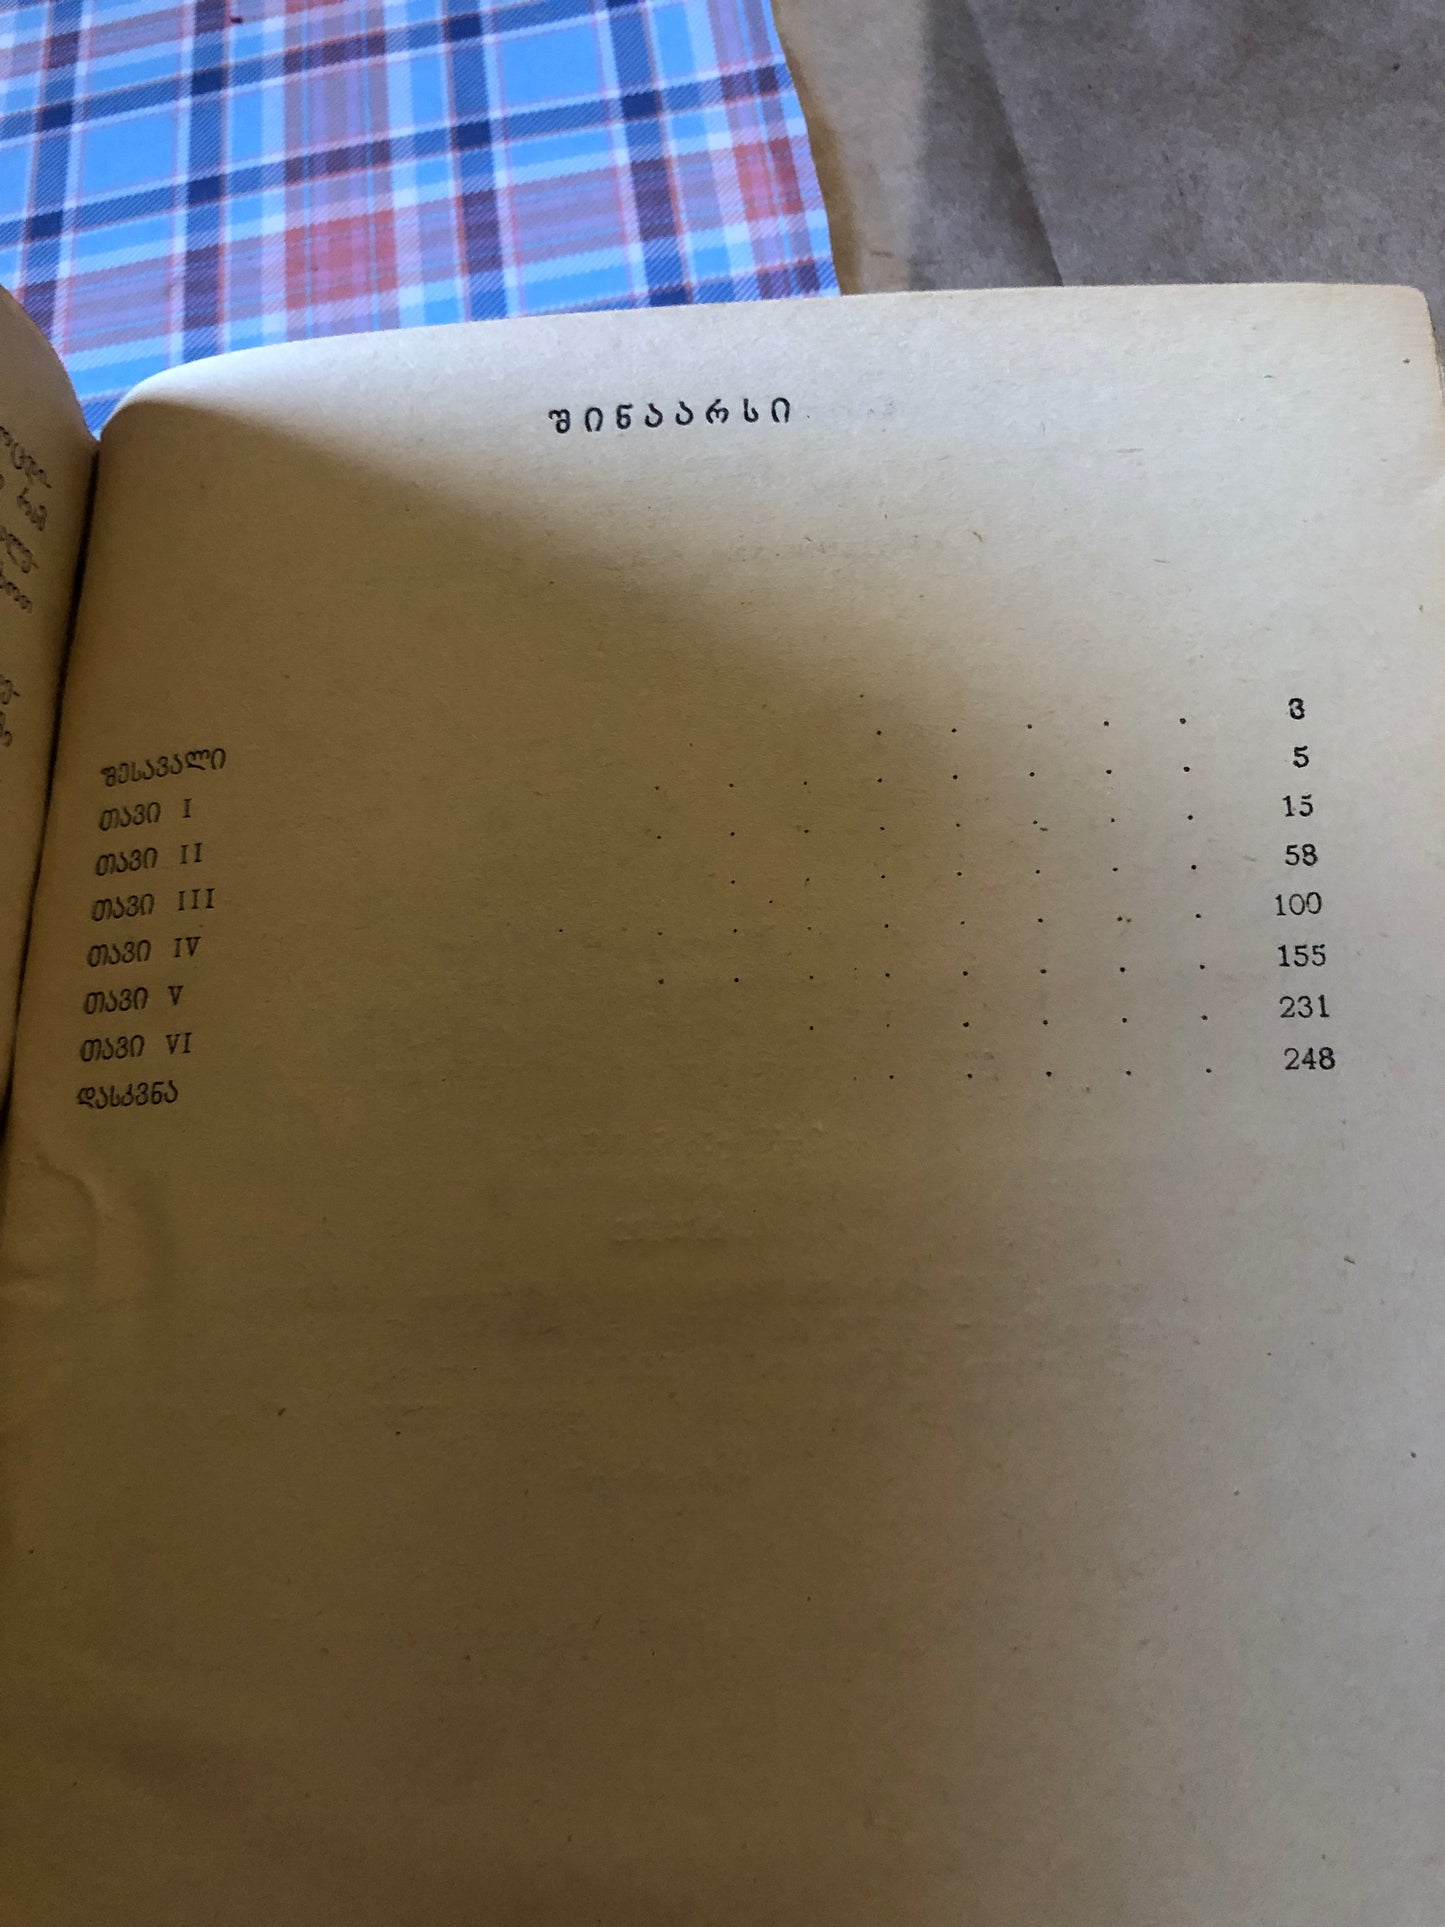 შინაარსი
შესავალი . . . . . 3
თავი I . . . . . . . . 5
თავი II . . . . . . . . 15
თავი III . . . . . . . 58
თავი IV . . . . . . . . . 100
თავი V . . . . . . . . 155
თავი VI . . . . . . 231
დასკვნა . . . . . 248